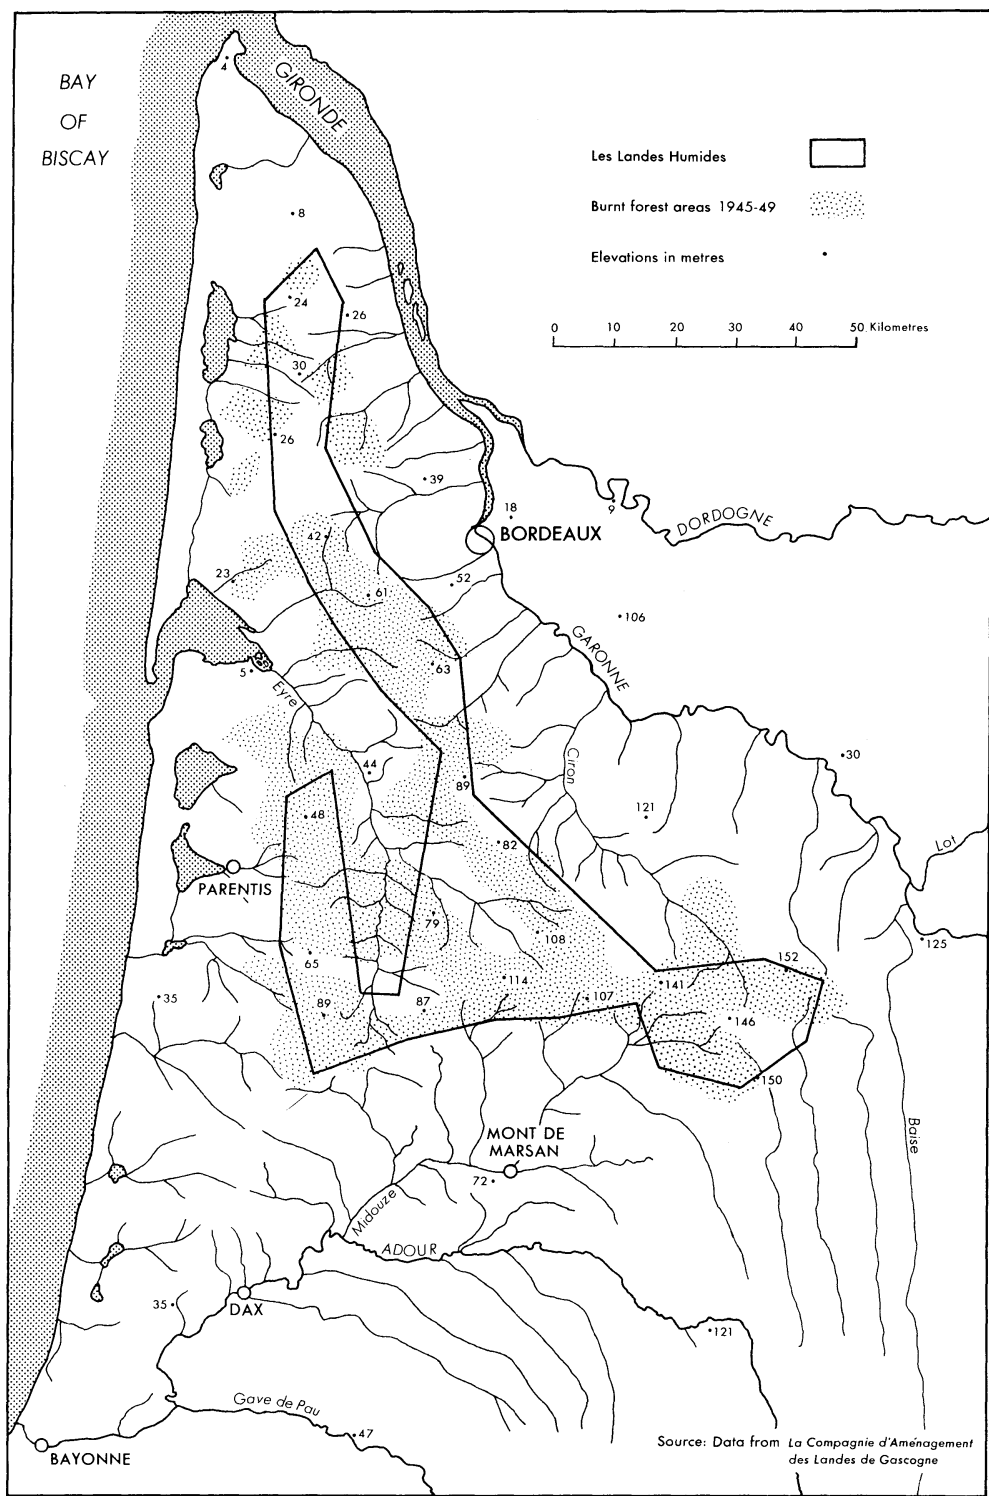 BAY
OF
BISCAY
4
GIRONDE
Les Landes Humides
Burnt forest areas 1945-49
Elevations in metres
0 10 20 30 40 50 Kilometres
8
24
26
30
26
39
18
9
DORDOGNE
BORDEAUX
42
23
61
52
106
GARONNE
63
5
Eyre
44
89
Ciron
30
48
121
82
Lot
PARENTIS
79
108
125
65
152
114
141
35
89
87
107
146
150
Baise
MONT DE
MARSAN
72
Midouze
ADOUR
35
DAX
121
Gave de Pau
47
BAYONNE
Source: Data from La Compagnie d'Aménagement
des Landes de Gascogne